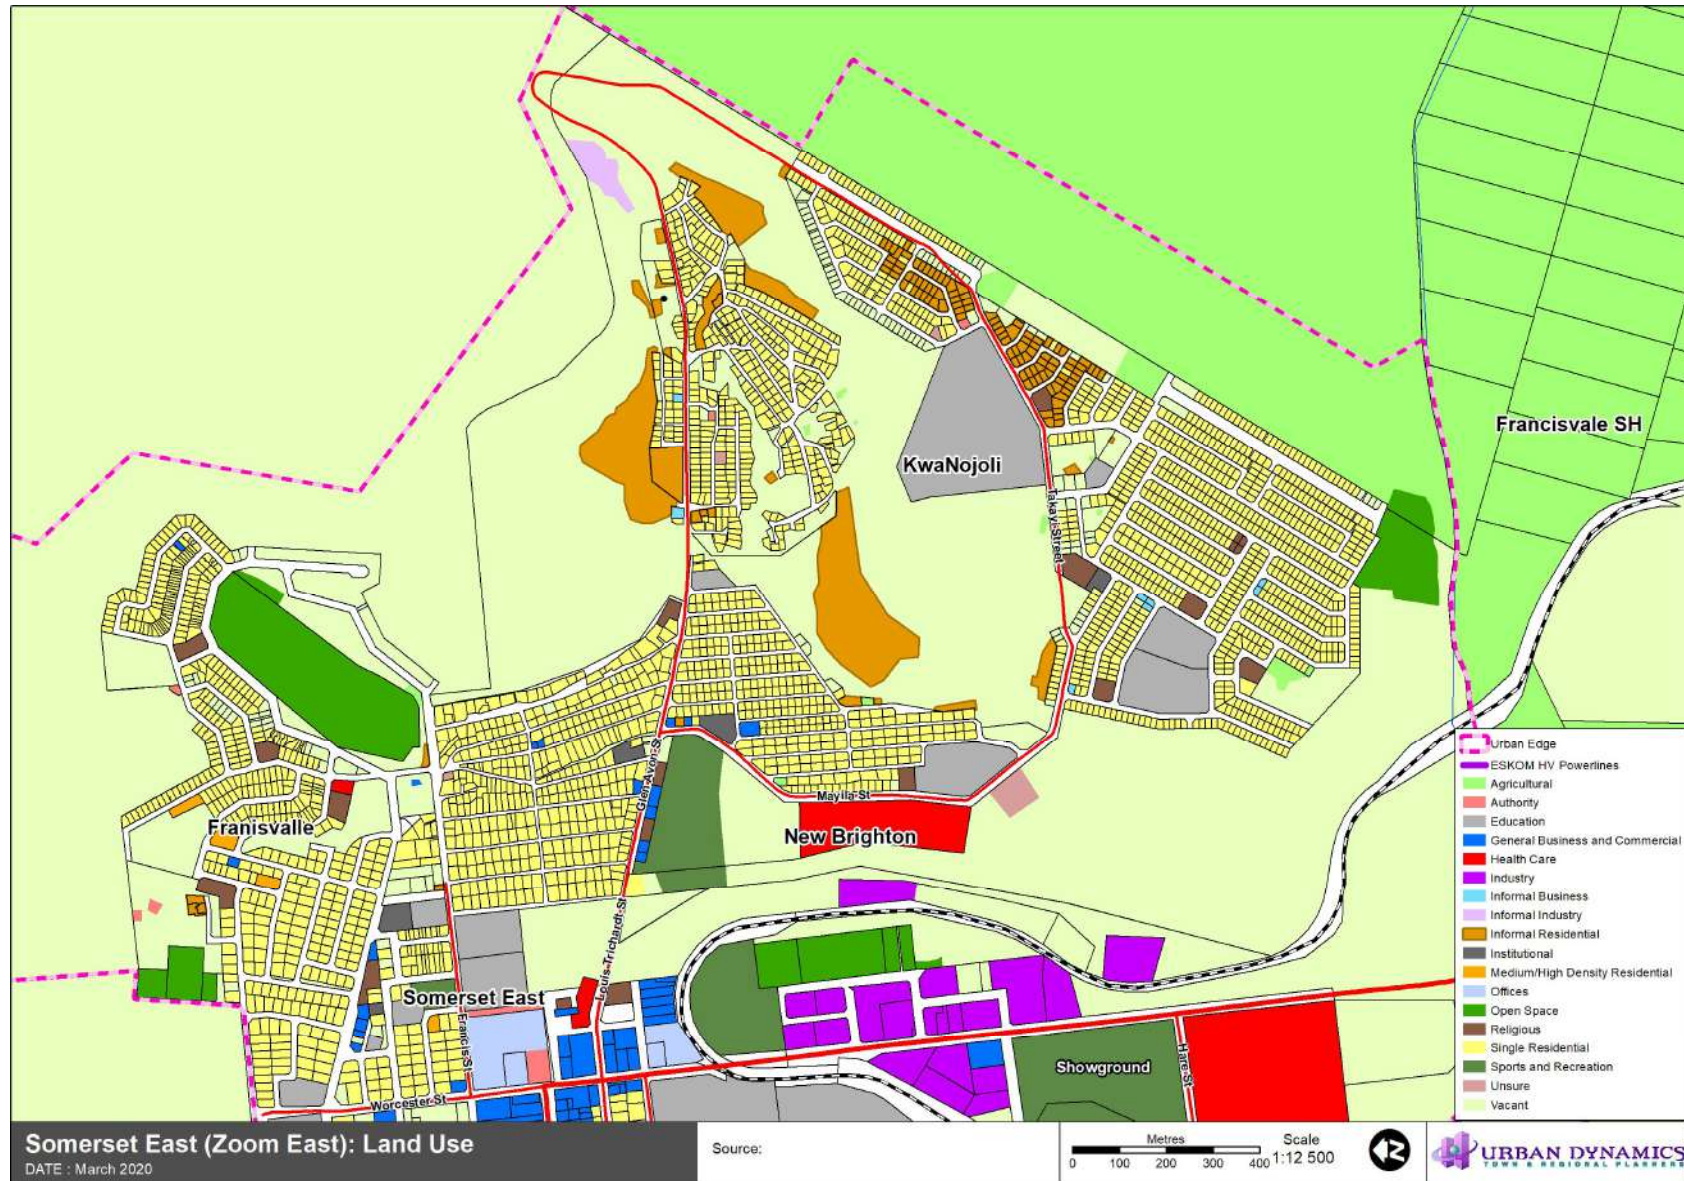 Francisvale SH
KwaNojoli
Takayi Street
Glen Avon St
Mayila St
Franisvalle
New Brighton
Louis Trichardt St
Somerset East
Francis St
Worcester St
Showground
Hare St
Urban Edge
ESKOM HV Powerlines
Agricultural
Authority
Education
General Business and Commercial
Health Care
Industry
Informal Business
Informal Industry
Informal Residential
Institutional
Medium/High Density Residential
Offices
Open Space
Religious
Single Residential
Sports and Recreation
Unsure
Vacant
Somerset East (Zoom East): Land Use
DATE : March 2020
Source:
Metres
0 100 200 300 400
Scale
1:12 500
N
URBAN DYNAMICS
TOWN & REGIONAL PLANNERS